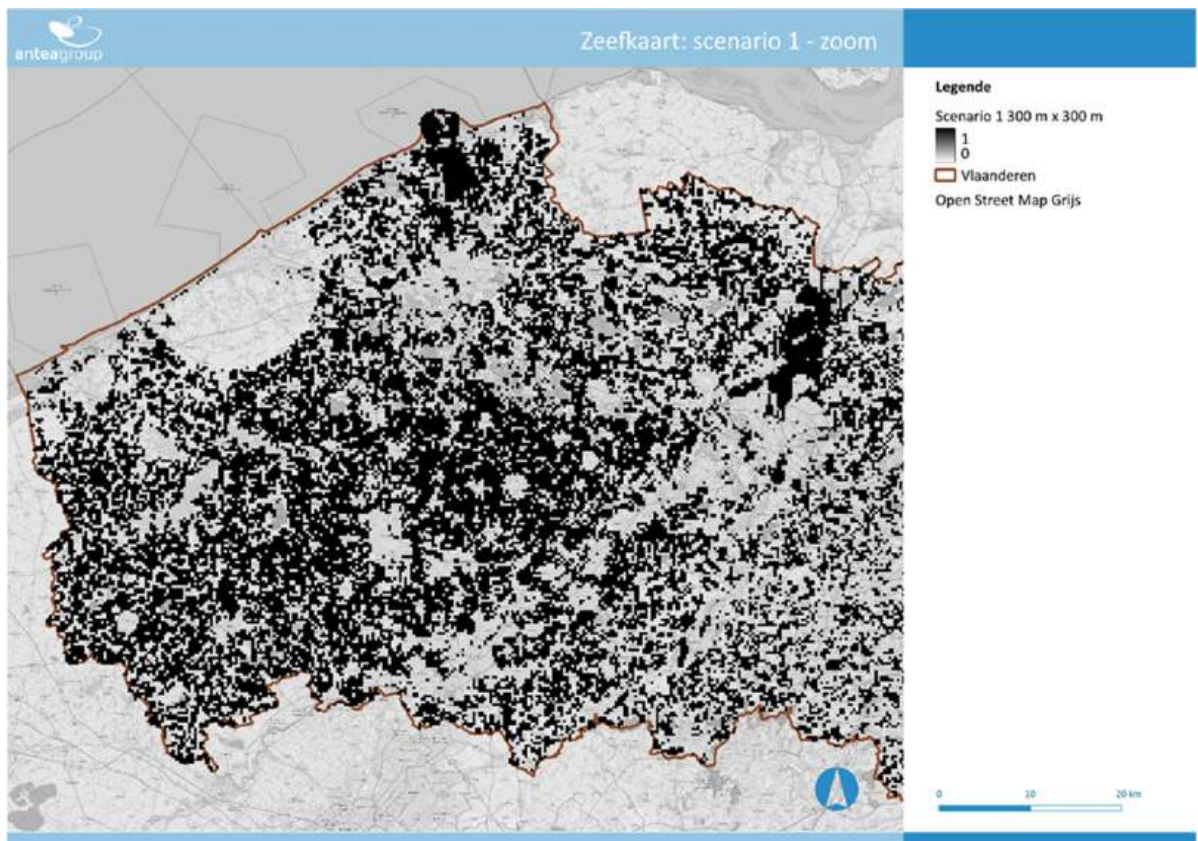 anteagroup
Zeefkaart: scenario 1 - zoom
Legende
Scenario 1 300 m x 300 m
1
0
Vlaanderen
Open Street Map Grijs
0 10 20 km